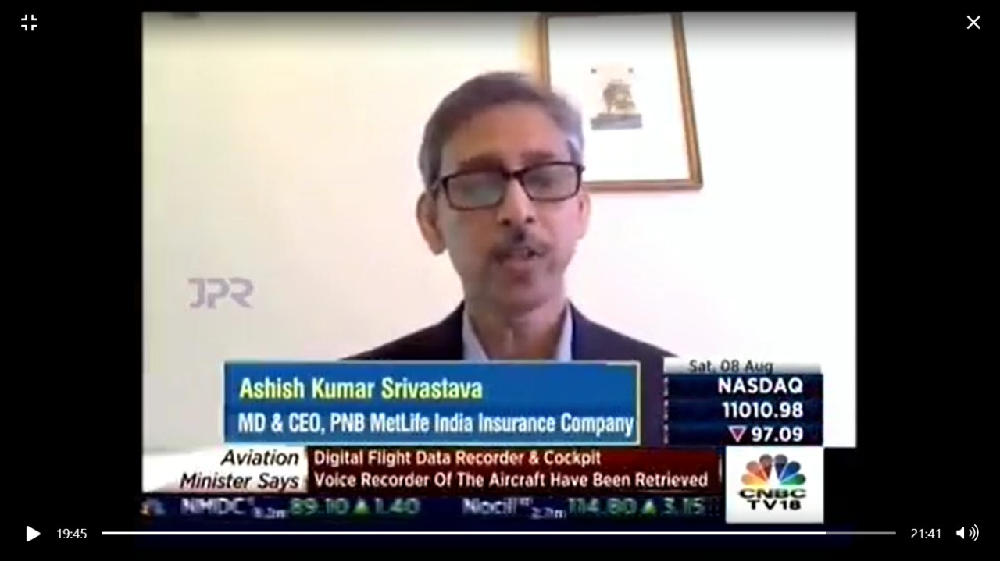 JPR
Sat, 08 Aug
Ashish Kumar Srivastava
MD & CEO, PNB MetLife India Insurance Company
NASDAQ
11010.98
97.09
Aviation
Minister Says
Digital Flight Data Recorder & Cockpit
Voice Recorder Of The Aircraft Have Been Retrieved
CNBC
TV18
NMDC 89.10 ▲ 1.40 Nocil 114.80 ▲ 3.15
19:45
21:41